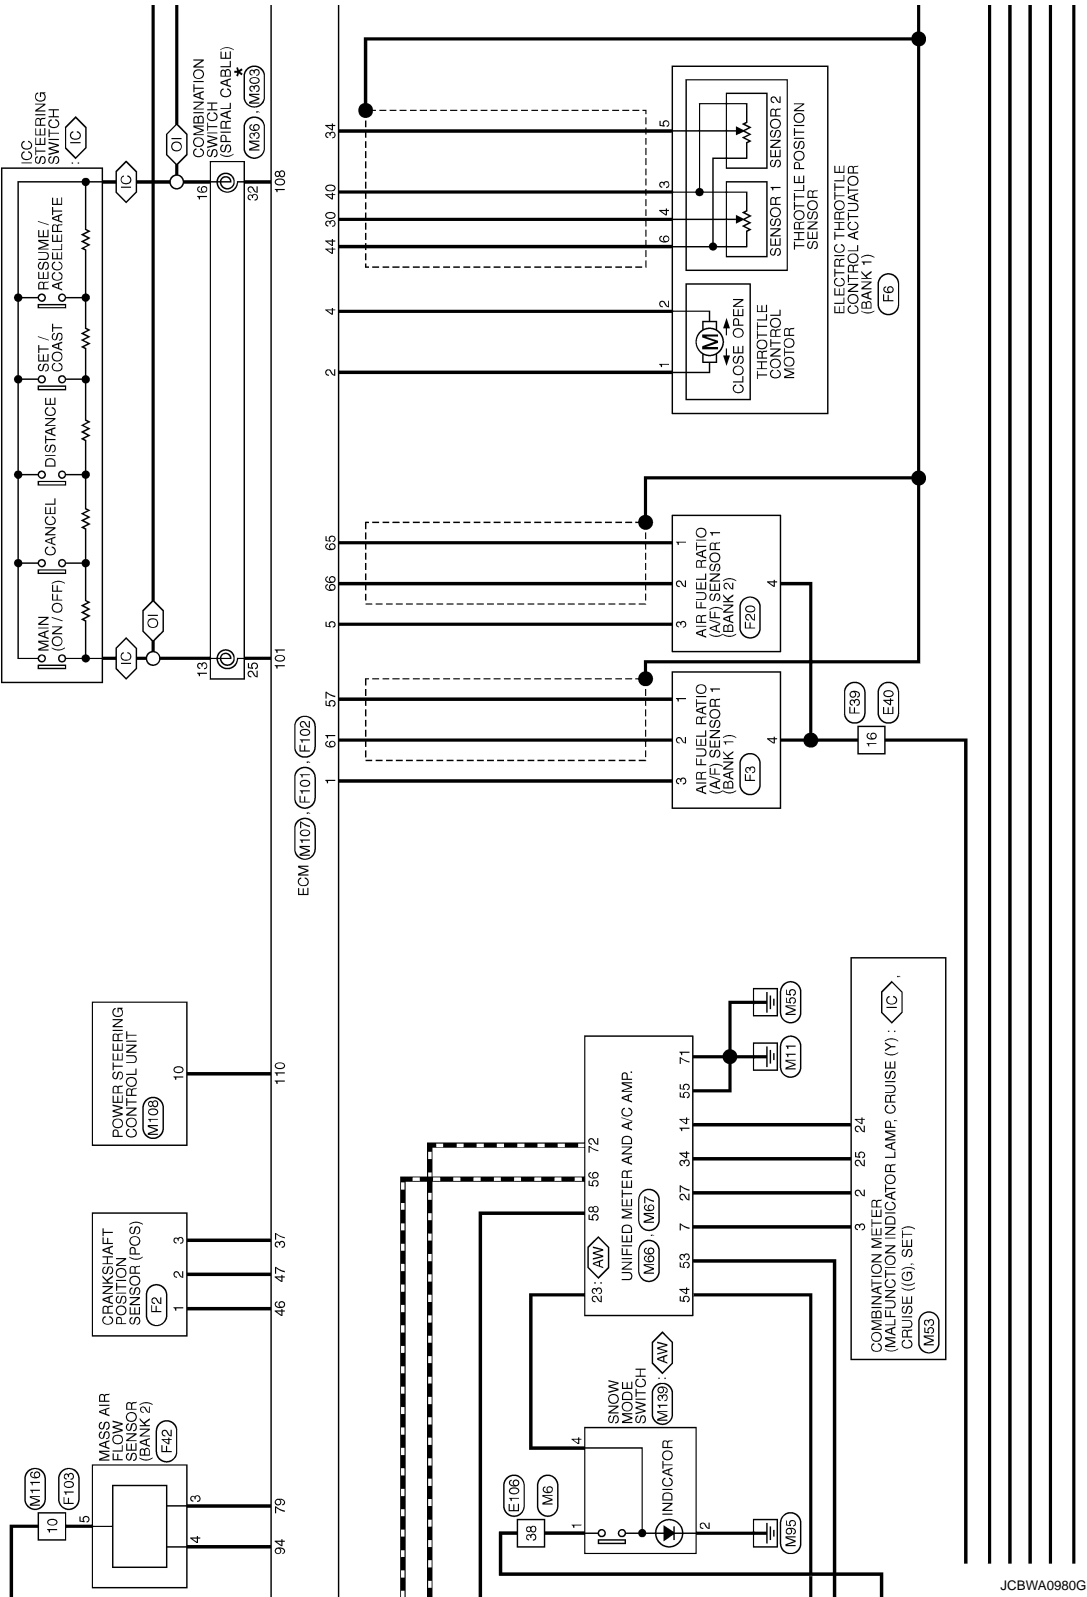 ICC
STEERING
SWITCH
: IC
MAIN
(ON / OFF)
CANCEL
DISTANCE
SET /
COAST
RESUME /
ACCELERATE
IC
IC
OI
OI
COMBINATION
SWITCH
(SPIRAL CABLE)
M36 , M303
*
13
16
25
32
101
108
ECM M107 , F101 , F102
1
61
57
5
66
65
2
4
44
30
40
34
AIR FUEL RATIO
(A/F) SENSOR 1
(BANK 1)
F3
3
2
1
4
AIR FUEL RATIO
(A/F) SENSOR 1
(BANK 2)
F20
3
2
1
4
F39
E40
16
1
2
6
4
3
5
M
CLOSE OPEN
THROTTLE
CONTROL
MOTOR
SENSOR 1
SENSOR 2
THROTTLE POSITION
SENSOR
ELECTRIC THROTTLE
CONTROL ACTUATOR
(BANK 1)
F6
POWER STEERING
CONTROL UNIT
M108
10
110
CRANKSHAFT
POSITION
SENSOR (POS)
F2
1
2
3
46
47
37
MASS AIR
FLOW
SENSOR
(BANK 2)
F42
M116
F103
10
5
4
3
94
79
SNOW
MODE
SWITCH
M139 : AW
E106
M6
38
1
4
INDICATOR
2
M95
23: AW
58
56
72
UNIFIED METER AND A/C AMP.
M66 , M67
54
53
7
27
34
14
55
71
M11
M55
3
2
25
24
COMBINATION METER
(MALFUNCTION INDICATOR LAMP, CRUISE (Y) : IC ,
CRUISE ((G), SET)
M53
JCBWA0980G